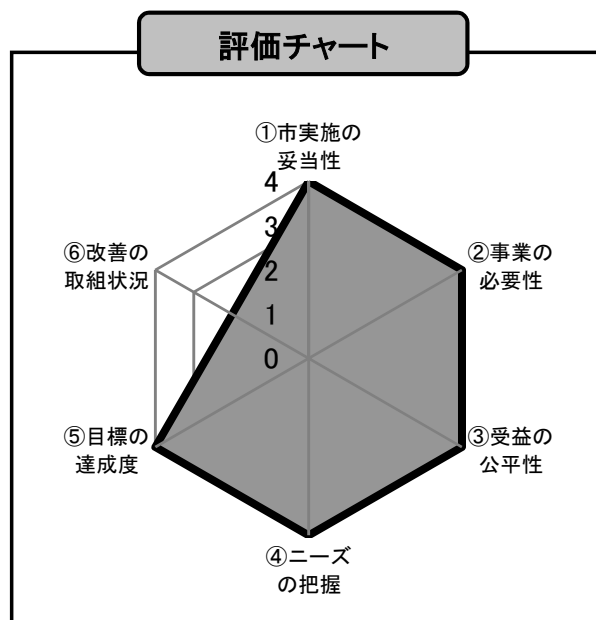 評価チャート
①市実施の
妥当性
4
3
2
1
0
②事業の
必要性
③受益の
公平性
④ニーズ
の把握
⑤目標の
達成度
⑥改善の
取組状況